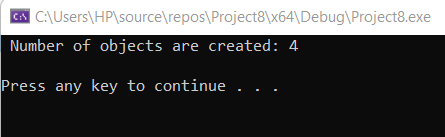 C:\Users\HP\source\repos\Project8\x64\Debug\Project8.exe
Number of objects are created: 4
Press any key to continue . . .